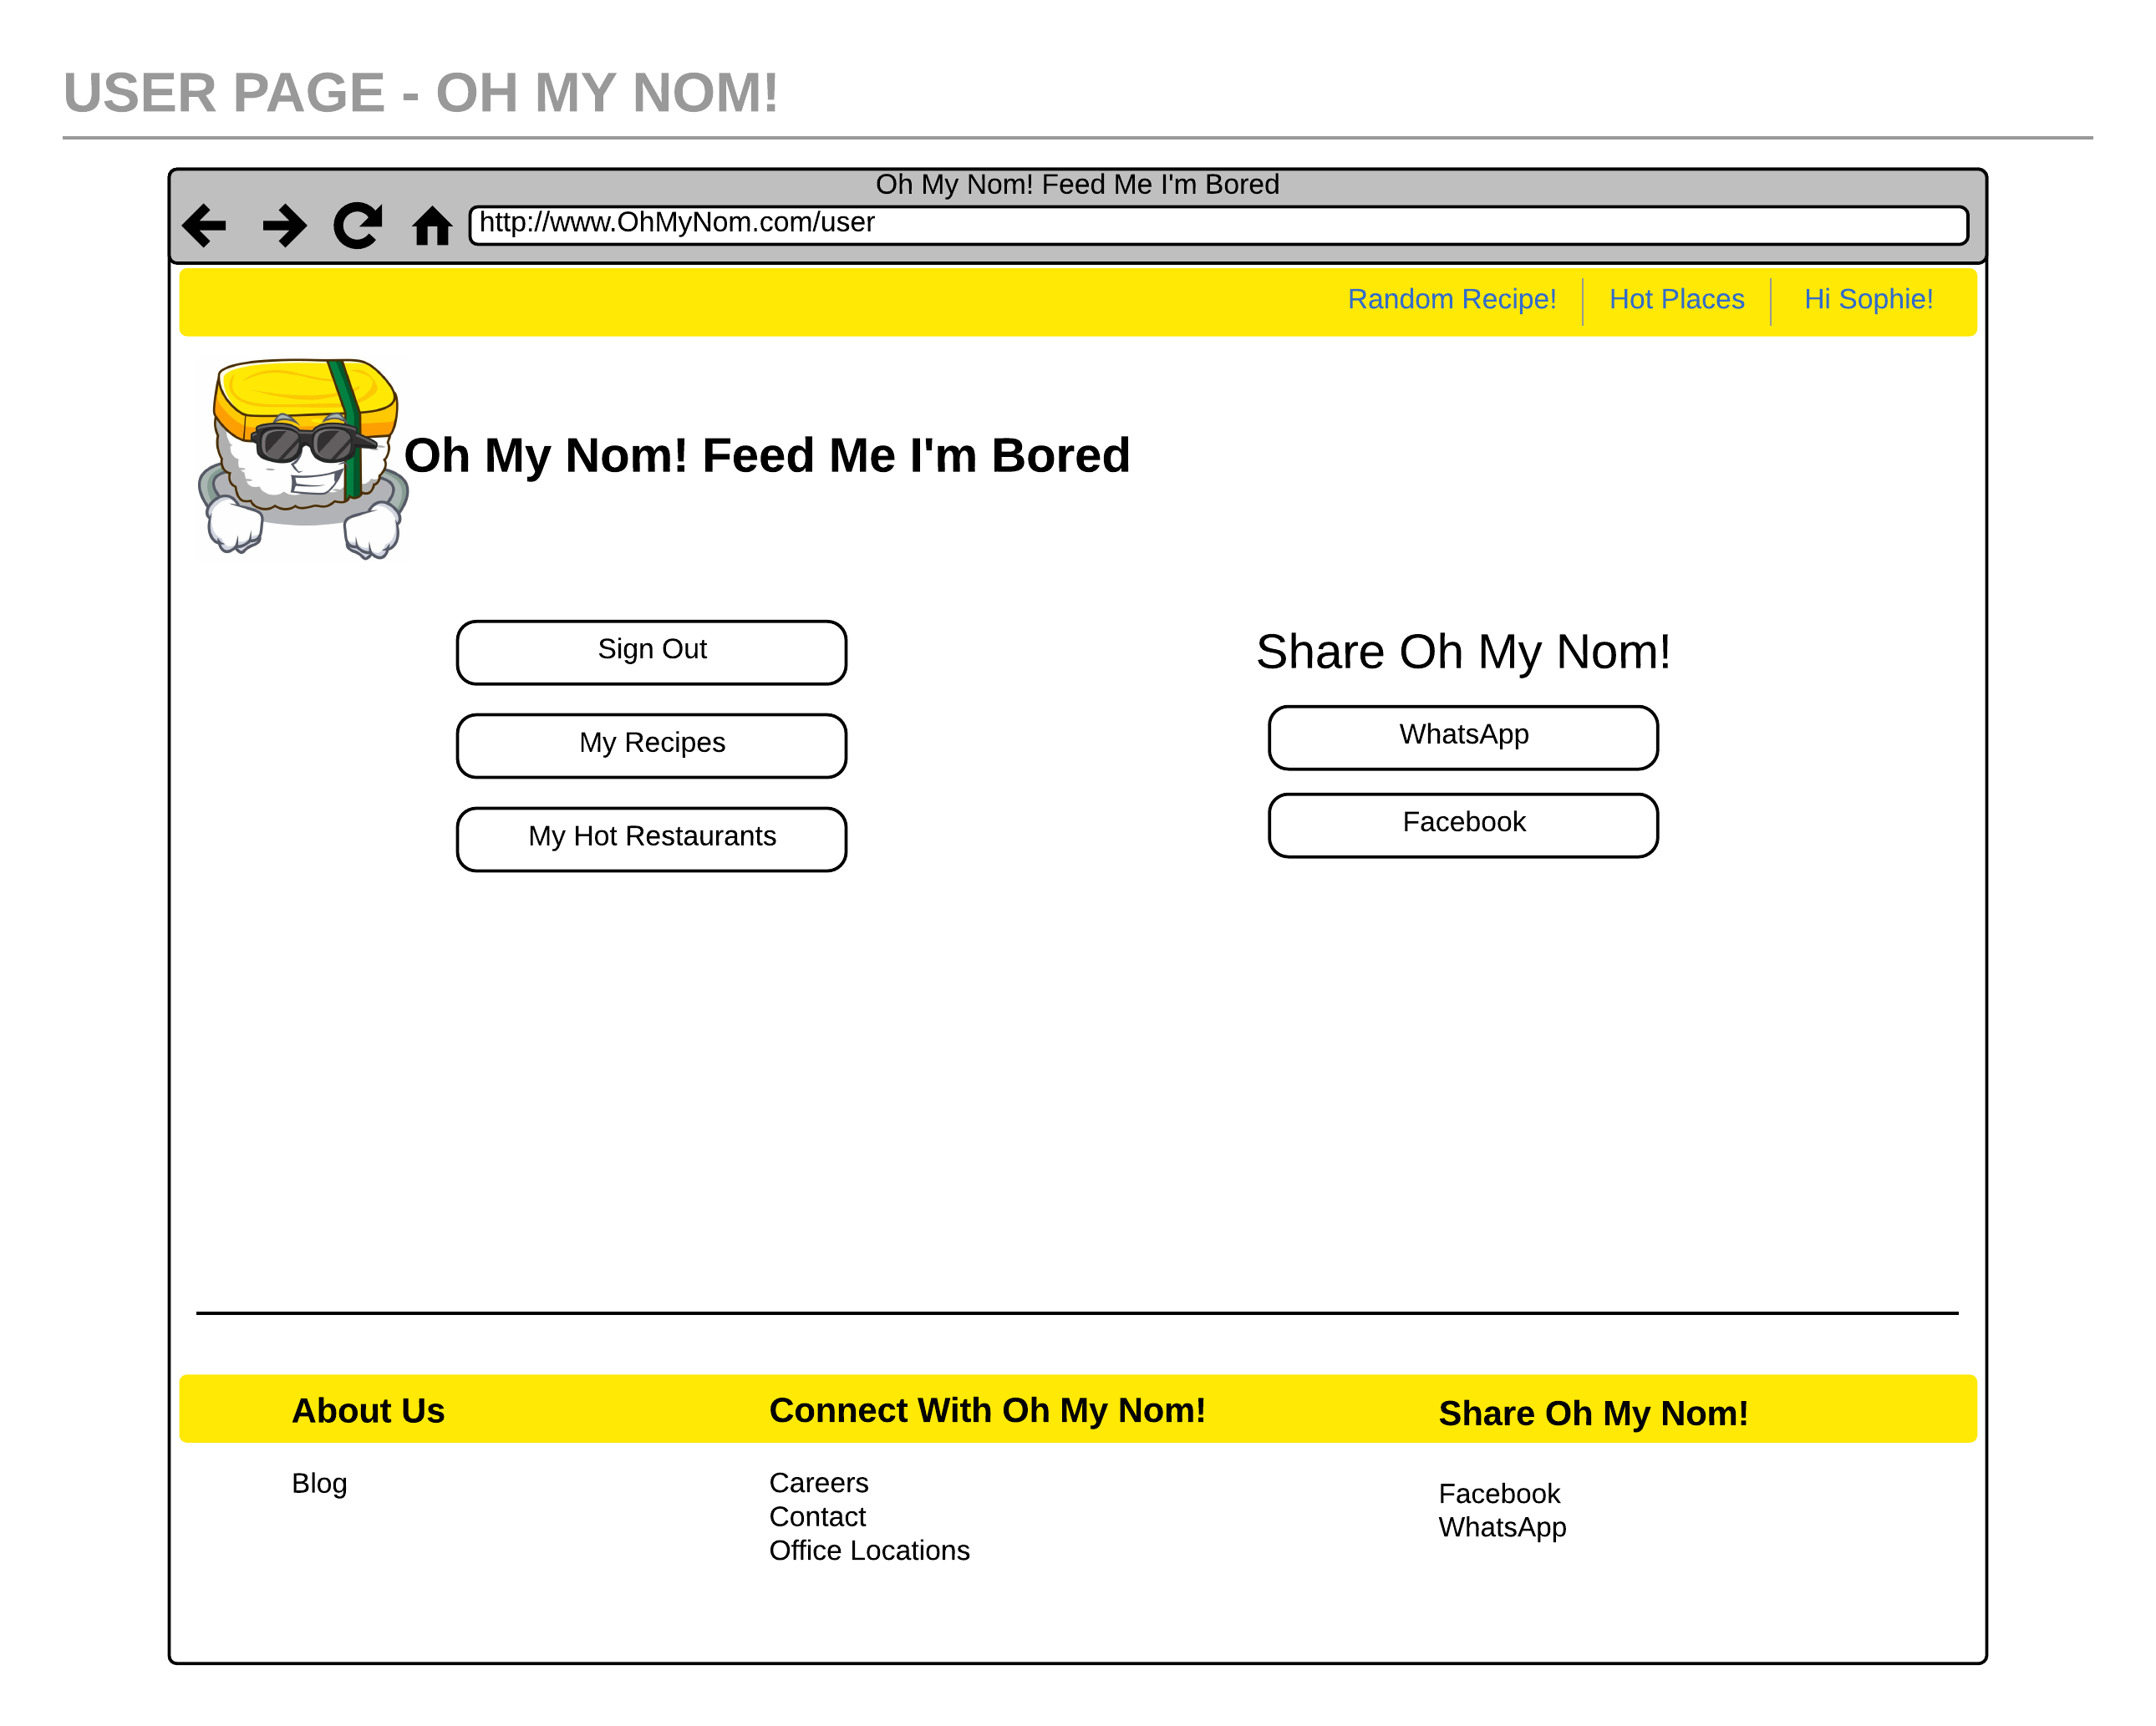 USER PAGE - OH MY NOM!
Oh My Nom! Feed Me I'm Bored
http://www.OhMyNom.com/user
Random Recipe!
Hot Places
Hi Sophie!
Oh My Nom! Feed Me I'm Bored
Sign Out
My Recipes
My Hot Restaurants
Share Oh My Nom!
WhatsApp
Facebook
About Us
Blog
Connect With Oh My Nom!
Careers
Contact
Office Locations
Share Oh My Nom!
Facebook
WhatsApp